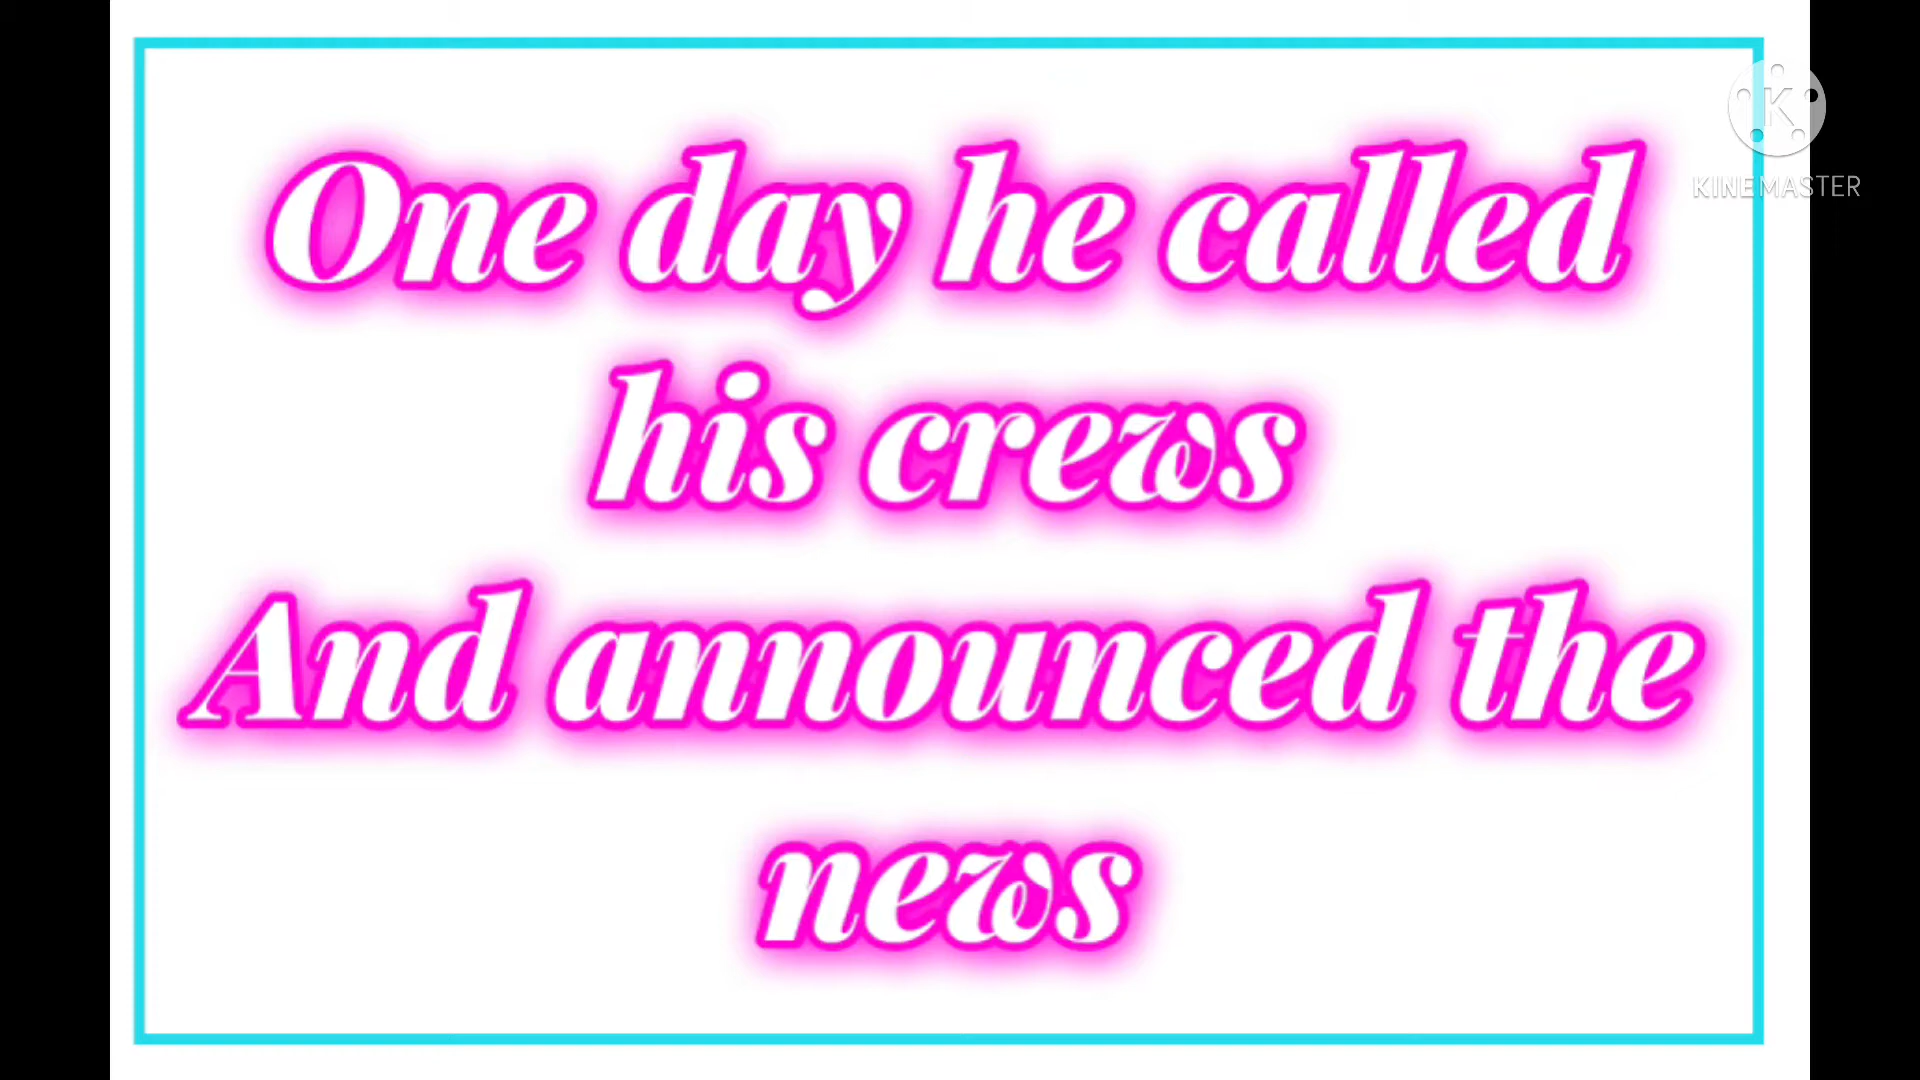 One day he called
his crews
And announced the
news
K
KINEMASTER